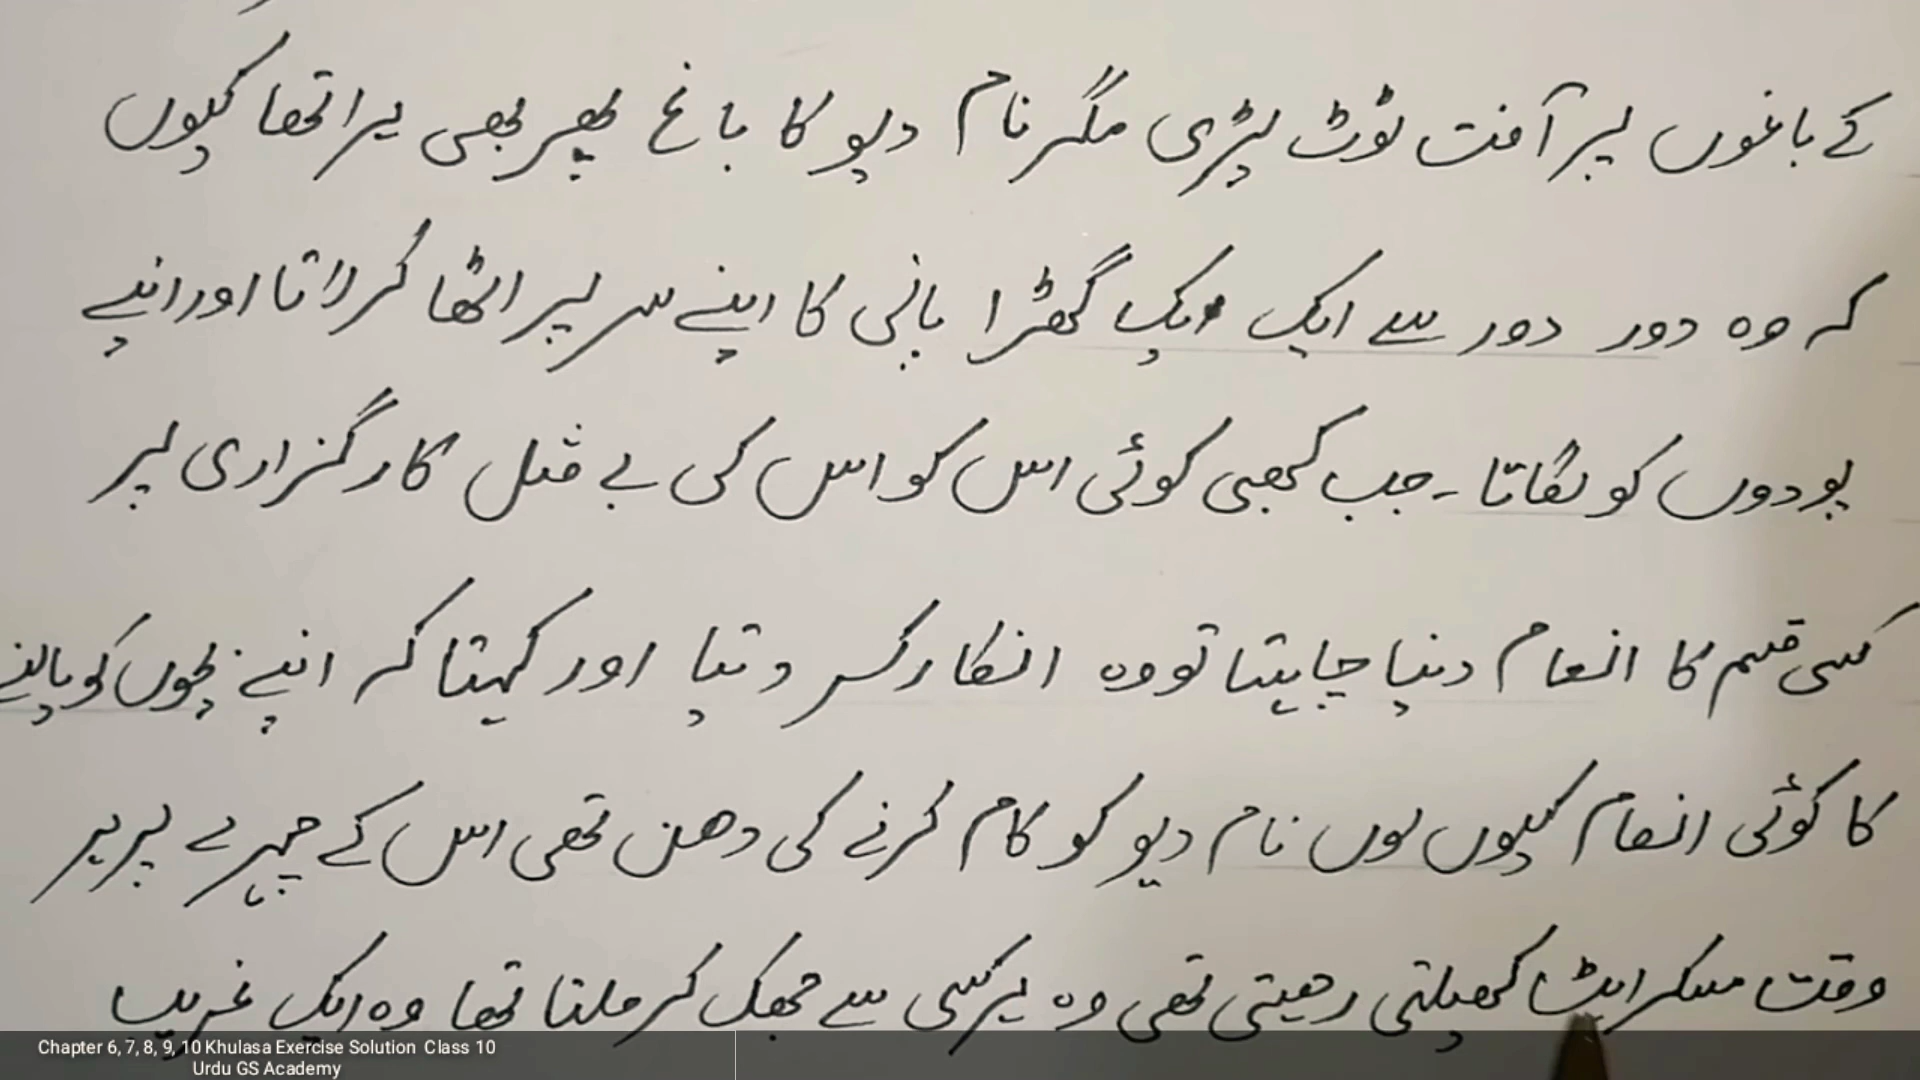 کے باغوں پر آفت ٹوٹ پڑی مگر نام دیو کا باغ پھر بھی ہرا تھا کیوں
کہ وہ دور دور سے ایک ایک گھڑا پانی کا اپنے سر پر اٹھا کر لاتا اور اپنے
پودوں کو لگاتا۔ جب کبھی کوئی اس کو اس کی بے مثل کارگزاری پر
کسی قسم کا انعام دینا چاہتا تو وہ انکار کر دیتا اور کہتا کہ اپنے بچوں کو پالنے
کا کوئی انعام کیوں لوں نام دیو کو کام کرنے کی دھن تھی اس کے چہرے پر ہر
وقت مسکراہٹ کھیلتی رہتی تھی وہ ہر کسی سے جھک کر ملتا تھا وہ ایک غریب
Chapter 6, 7, 8, 9, 10 Khulasa Exercise Solution Class 10
Urdu GS Academy